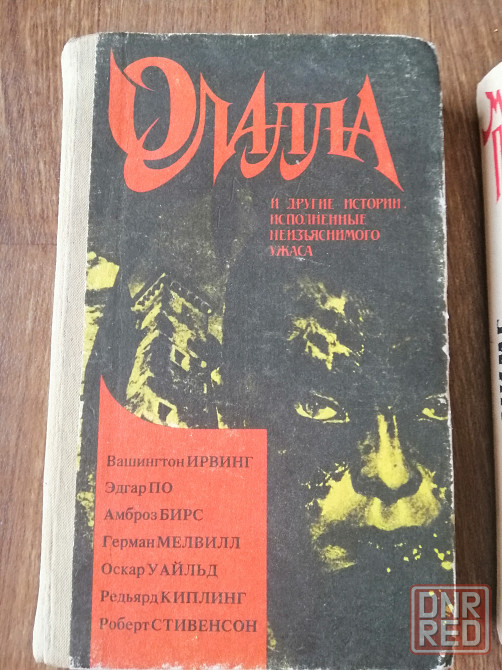 ОЛАЛЛА
И ДРУГИЕ ИСТОРИИ,
ИСПОЛНЕННЫЕ
НЕИЗЪЯСНИМОГО
УЖАСА
Вашингтон ИРВИНГ
Эдгар ПО
Амброз БИРС
Герман МЕЛВИЛЛ
Оскар УАЙЛЬД
Редьярд КИПЛИНГ
Роберт СТИВЕНСОН
DNR
RED